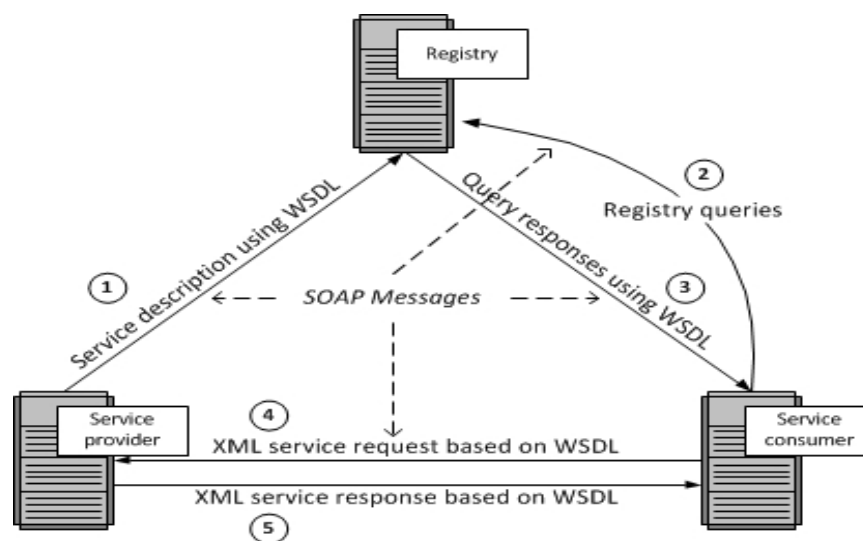 Registry
2
Registry queries
Query responses using WSDL
3
1
Service description using WSDL
SOAP Messages
Service
provider
Service
consumer
4
XML service request based on WSDL
XML service response based on WSDL
5